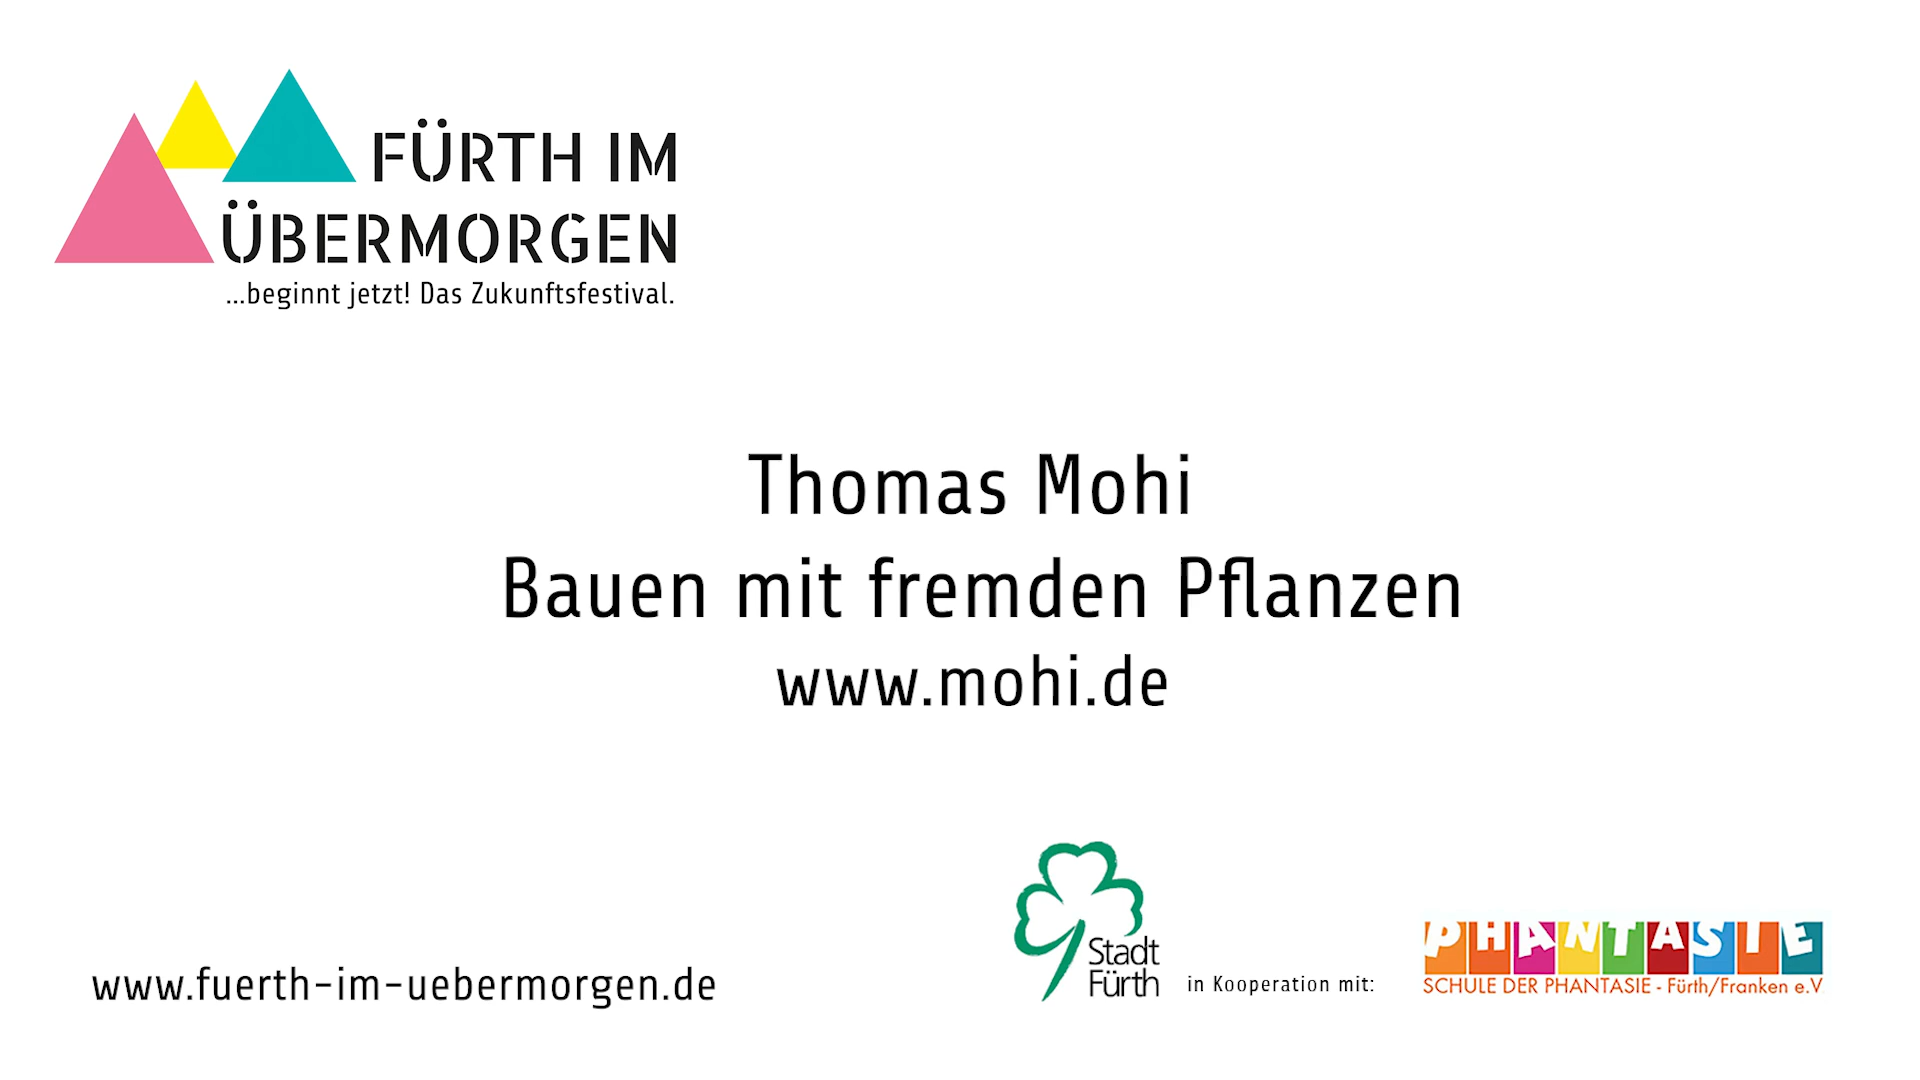 FÜRTH IM
ÜBERMORGEN
...beginnt jetzt! Das Zukunftsfestival.
Thomas Mohi
Bauen mit fremden Pflanzen
www.mohi.de
www.fuerth-im-uebermorgen.de
Stadt
Fürth
in Kooperation mit:
PHANTASIE
SCHULE DER PHANTASIE - Fürth/Franken e.V